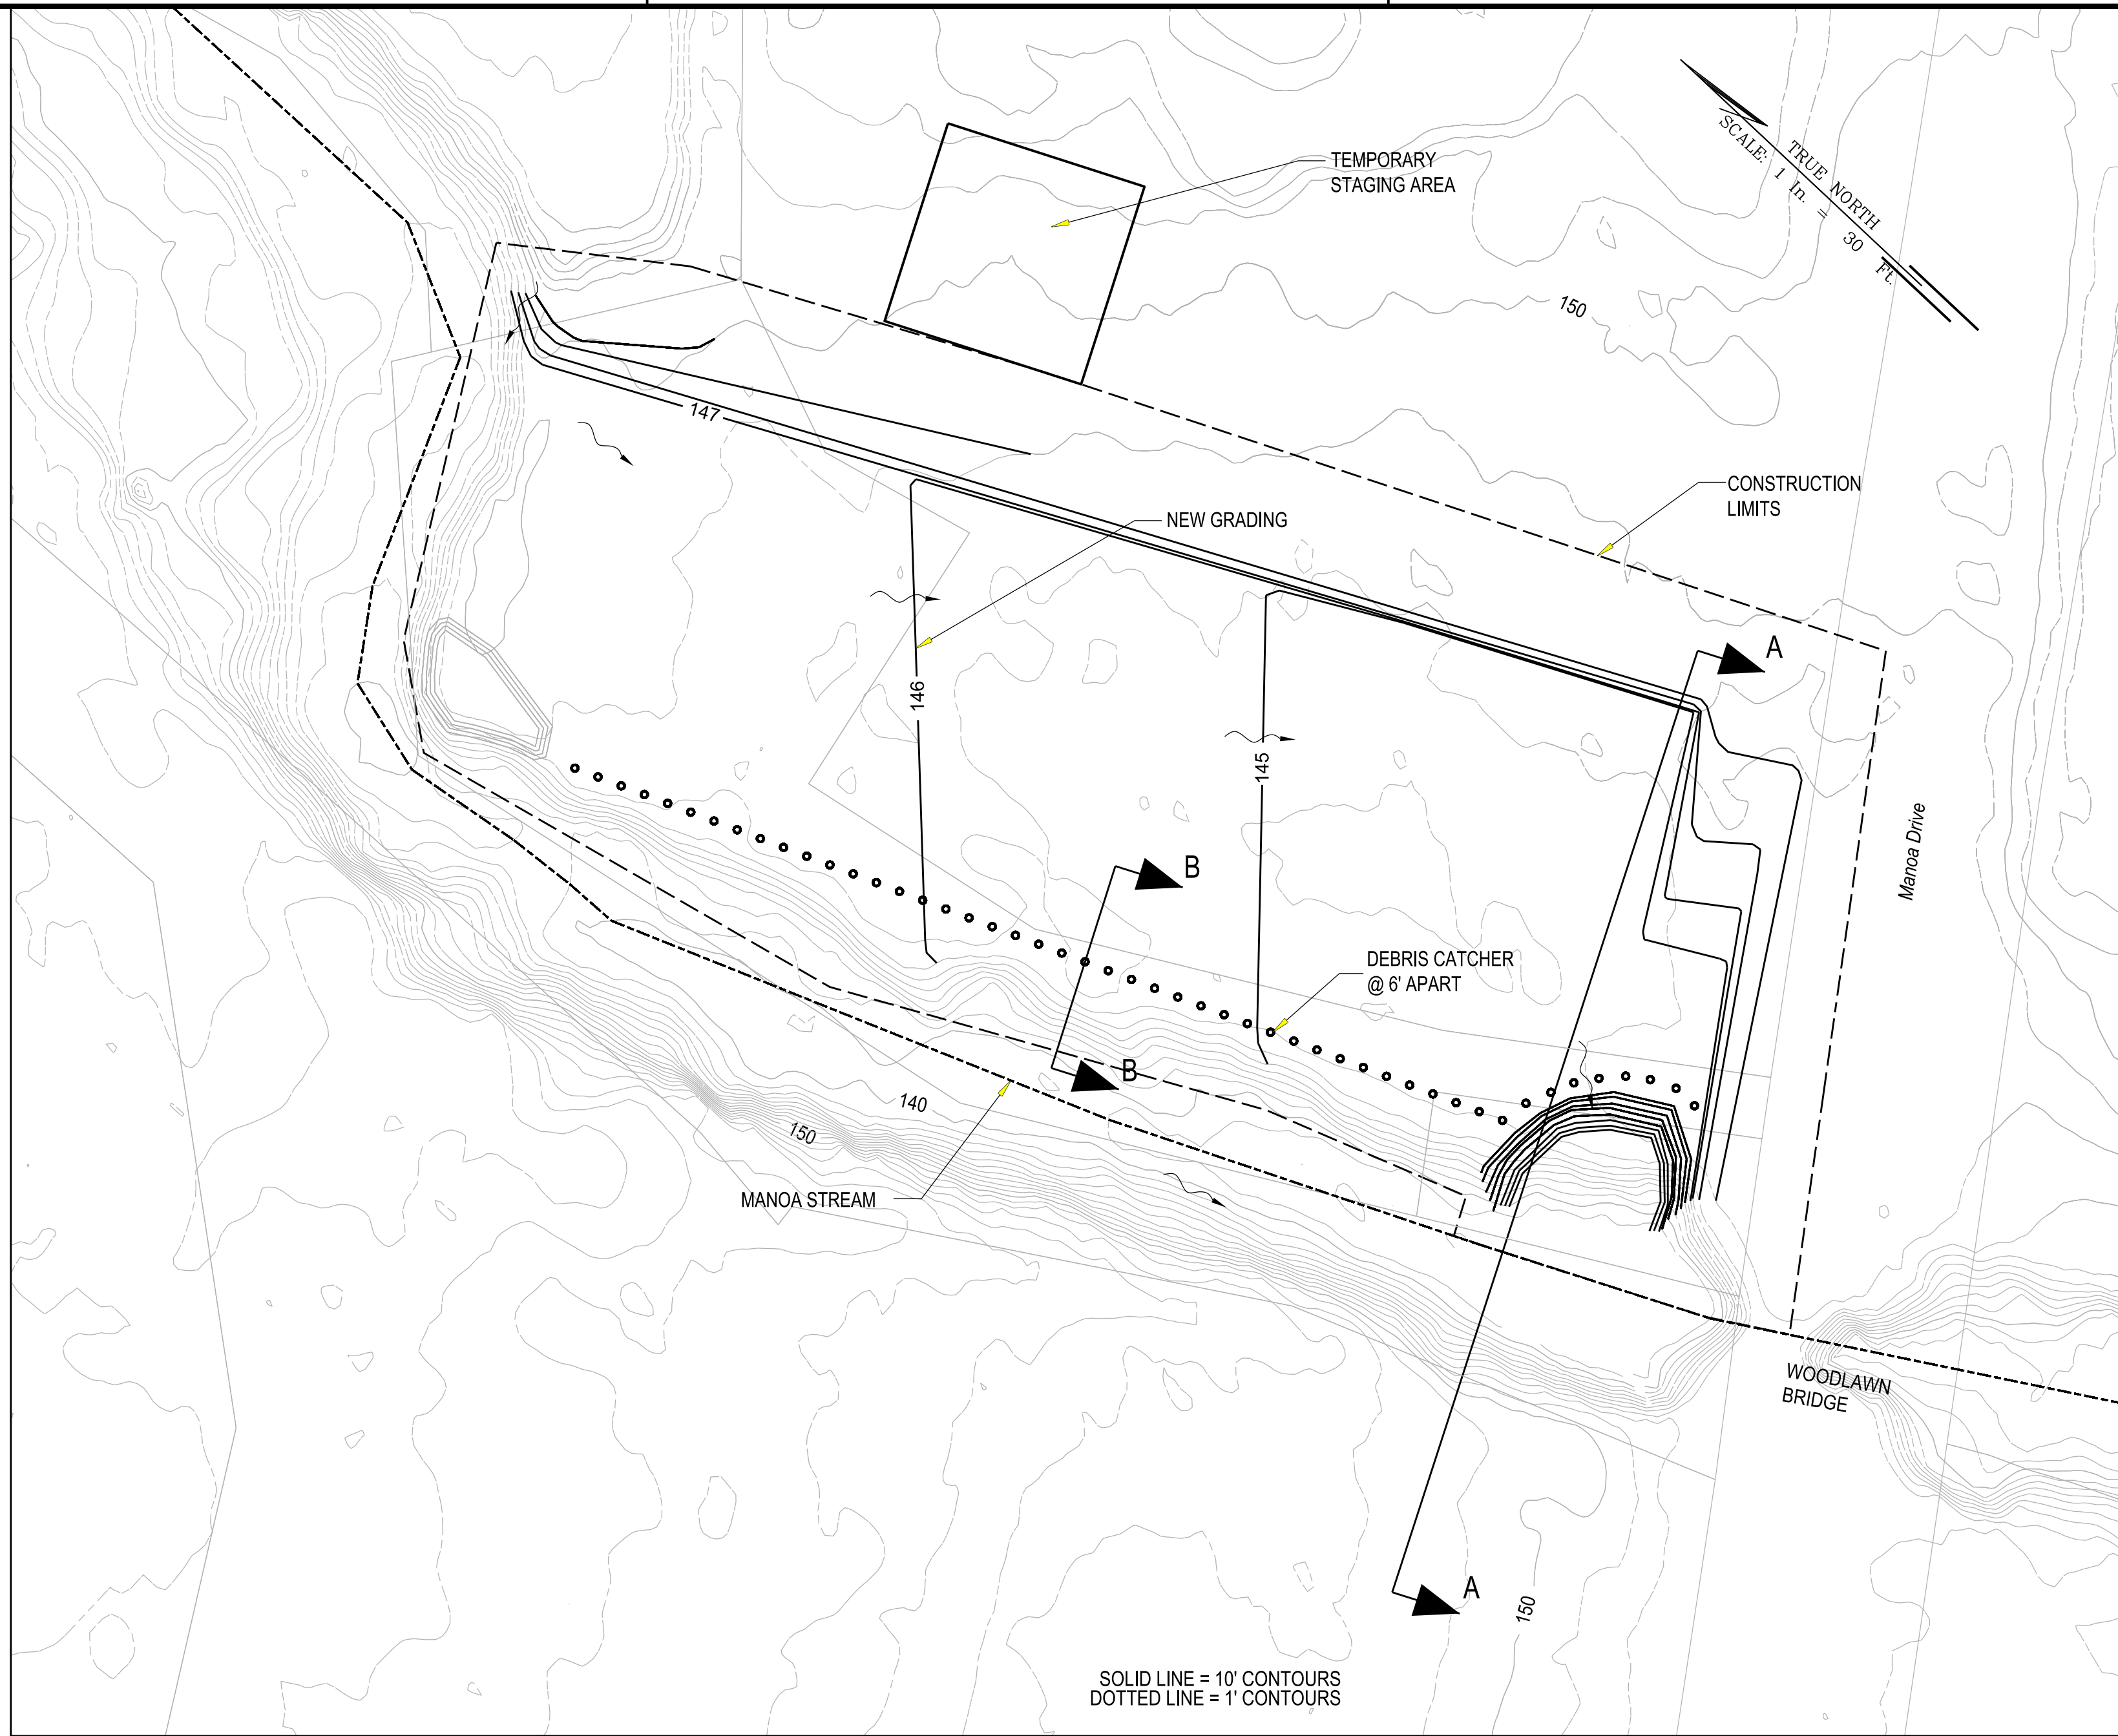 TEMPORARY
STAGING AREA
TRUE NORTH
SCALE: 1 In. = 30 Ft.
150
147
CONSTRUCTION
LIMITS
NEW GRADING
A
146
145
Manoa Drive
B
DEBRIS CATCHER
@ 6' APART
B
140
150
MANOA STREAM
WOODLAWN
BRIDGE
A
150
SOLID LINE = 10' CONTOURS
DOTTED LINE = 1' CONTOURS